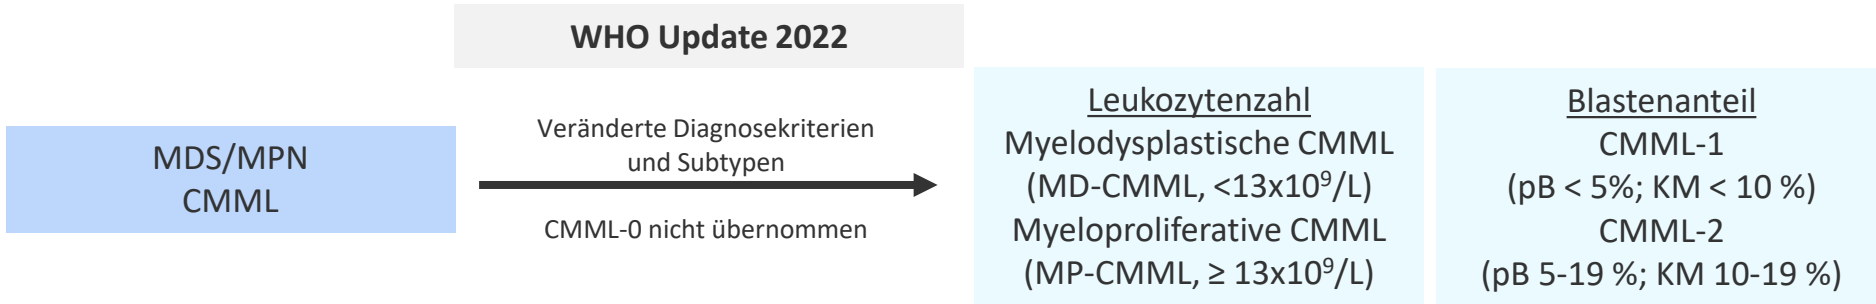 WHO Update 2022
MDS/MPN
CMML
Veränderte Diagnosekriterien
und Subtypen
CMML-0 nicht übernommen
Leukozytenzahl
Myelodysplastische CMML
(MD-CMML, <13x10⁹/L)
Myeloproliferative CMML
(MP-CMML, ≥ 13x10⁹/L)
Blastenanteil
CMML-1
(pB < 5%; KM < 10 %)
CMML-2
(pB 5-19 %; KM 10-19 %)